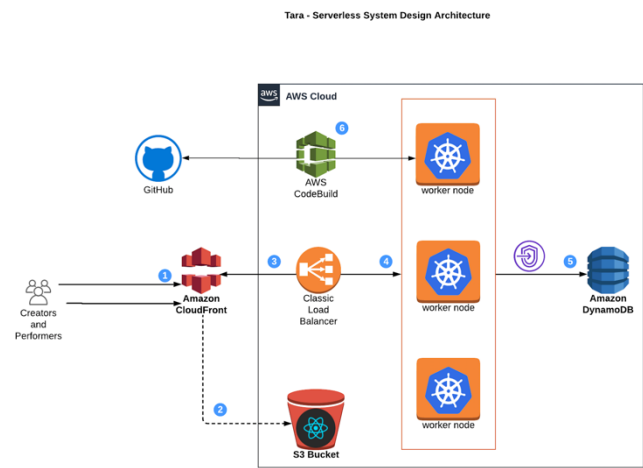 Tara - Serverless System Design Architecture
aws
AWS Cloud
6
GitHub
AWS
CodeBuild
worker node
1
3
4
5
Creators
and
Performers
Amazon
CloudFront
Classic
Load
Balancer
worker node
Amazon
DynamoDB
2
worker node
S3 Bucket